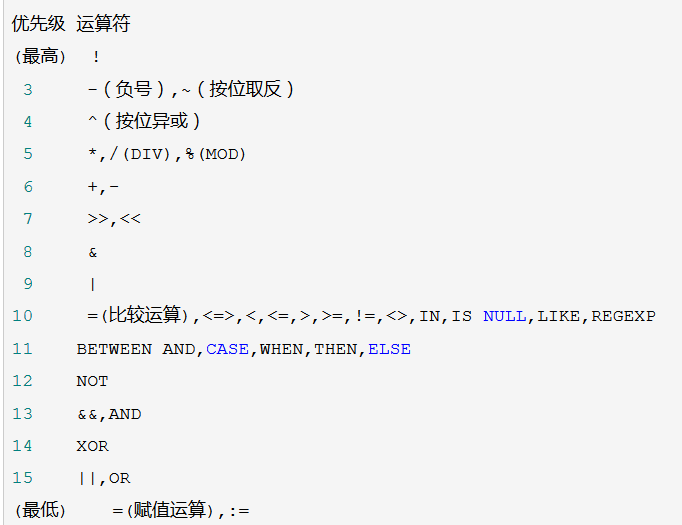 优先级 运算符
(最高) !
3 -(负号),~(按位取反)
4 ^(按位异或)
5 *,/(DIV),%(MOD)
6 +,-
7 >>,<<
8 &
9 |
10 =(比较运算),<=>,<,<=,>,>=,!=,<>,IN,IS NULL,LIKE,REGEXP
11 BETWEEN AND,CASE,WHEN,THEN,ELSE
12 NOT
13 &&,AND
14 XOR
15 ||,OR
(最低) =(赋值运算),:=